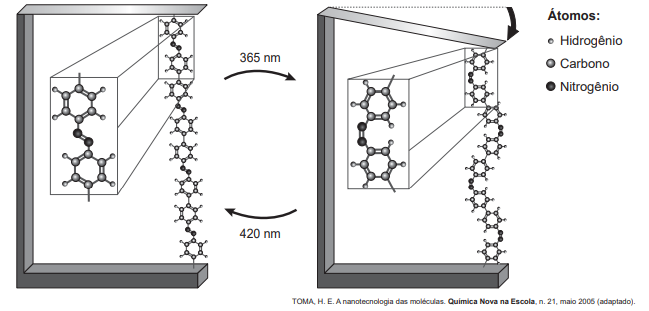 Átomos:
Hidrogênio
Carbono
Nitrogênio
365 nm
420 nm
TOMA, H. E. A nanotecnologia das moléculas. Química Nova na Escola, n. 21, maio 2005 (adaptado).